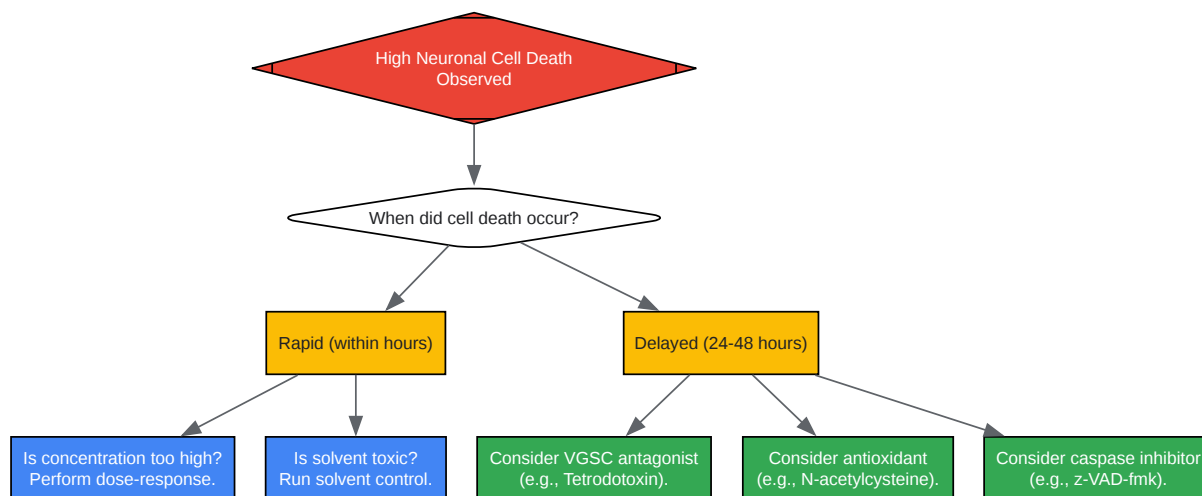 High Neuronal Cell Death
Observed
When did cell death occur?
Rapid (within hours)
Delayed (24-48 hours)
Is concentration too high?
Perform dose-response.
Is solvent toxic?
Run solvent control.
Consider VGSC antagonist
(e.g., Tetrodotoxin).
Consider antioxidant
(e.g., N-acetylcysteine).
Consider caspase inhibitor
(e.g., z-VAD-fmk).